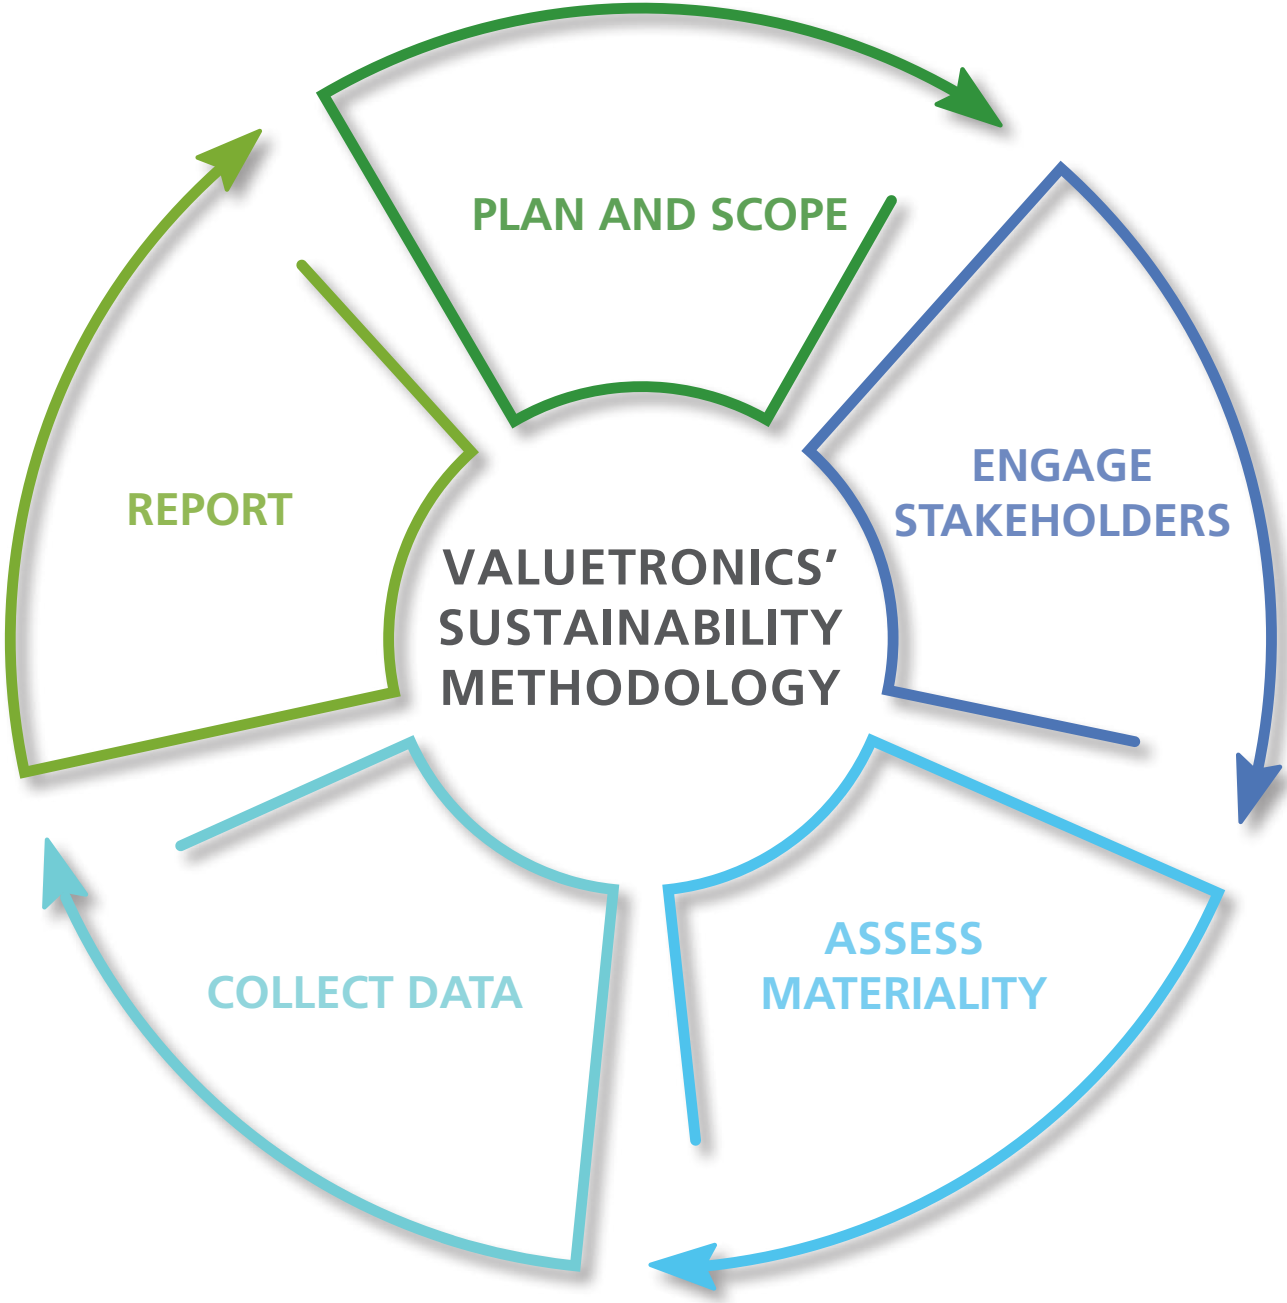 PLAN AND SCOPE
ENGAGE
STAKEHOLDERS
ASSESS
MATERIALITY
COLLECT DATA
REPORT
VALUETRONICS’
SUSTAINABILITY
METHODOLOGY